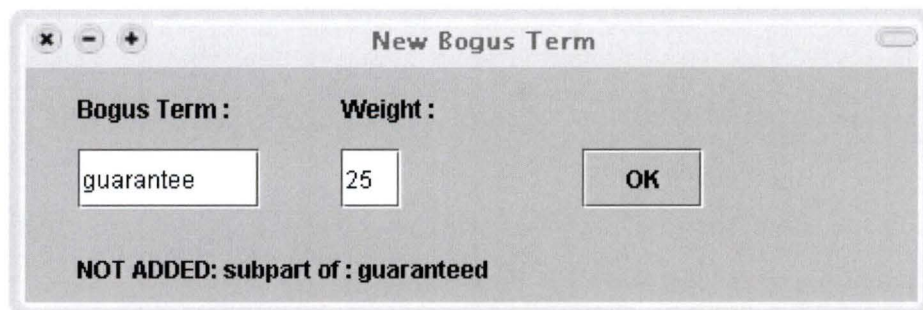 New Bogus Term
Bogus Term : Weight :
guarantee 25 OK
NOT ADDED: subpart of : guaranteed